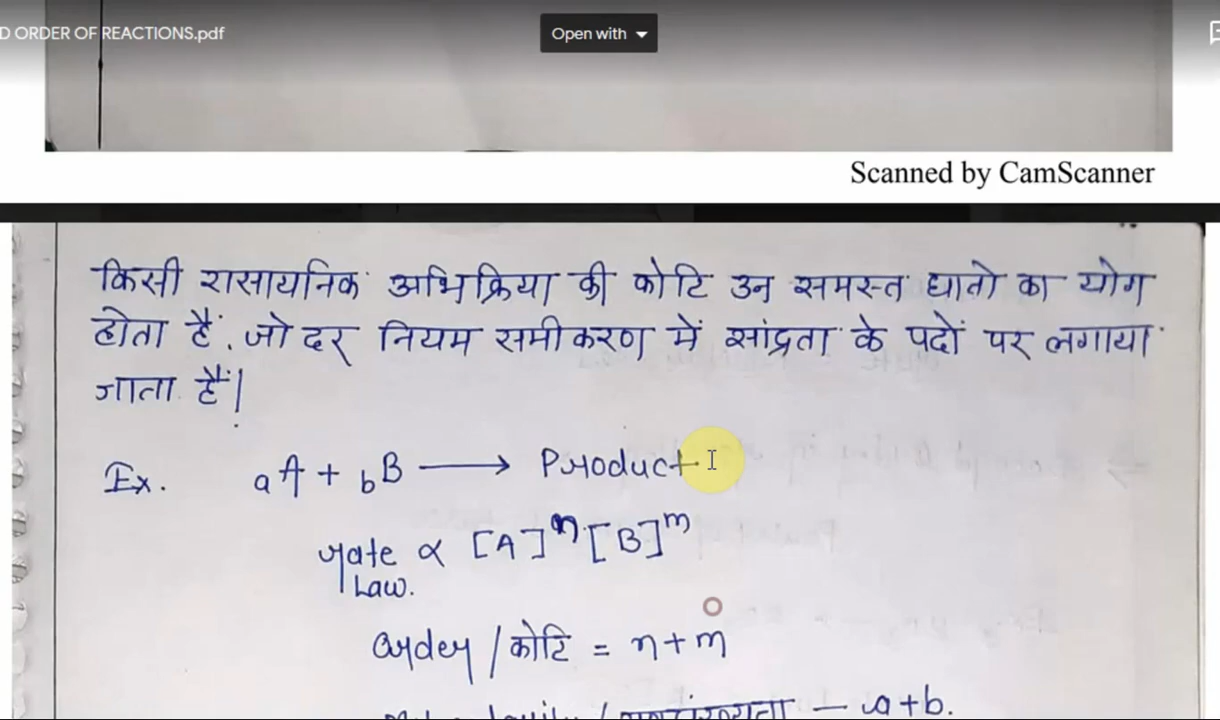 D ORDER OF REACTIONS.pdf
Open with
Scanned by CamScanner
किसी रासायनिक अभिक्रिया की कोटि उन समस्त घातो का योग
होता है. जो दर नियम समीकरण में सांद्रता के पदों पर लगाया
जाता है|
Ex. aA + bB ⟶ Product
rate ∝ [A]ⁿ [B]ᵐ
Law.
Order / कोटि = n+m
a+b.